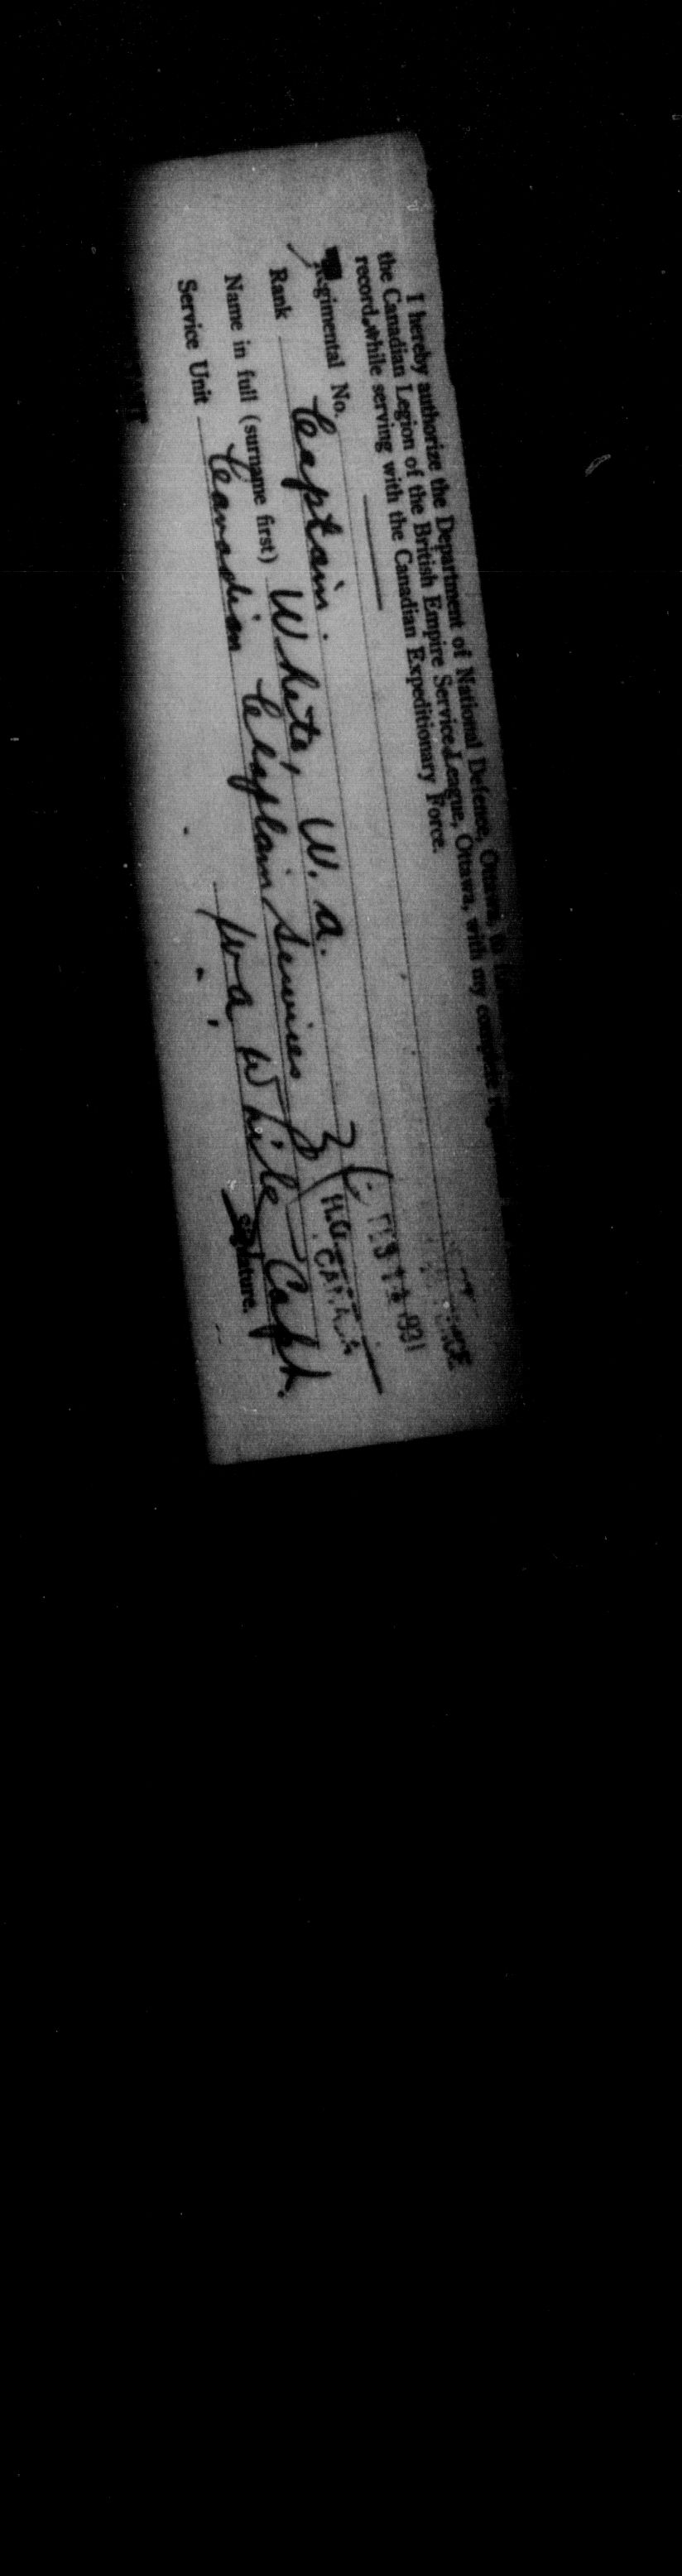 I hereby authorize the Department of National Defence, Ottawa, to
the Canadian Legion of the British Empire Service League, Ottawa, with my complete
record, while serving with the Canadian Expeditionary Force.
Regimental No. ———
Rank Captain.
Name in full (surname first) White, W. A.
Service Unit Canadian Chaplain Services
FEB 14 1931
H.Q.
W A White - Capt.
Signature.